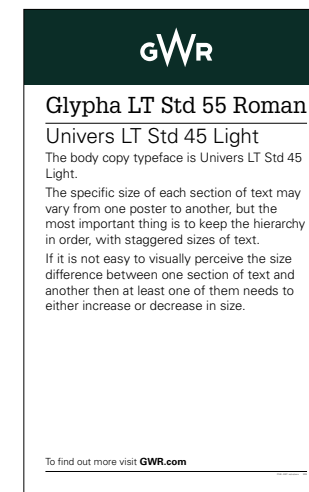 GWR
Glypha LT Std 55 Roman
Univers LT Std 45 Light
The body copy typeface is Univers LT Std 45
Light.
The specific size of each section of text may
vary from one poster to another, but the
most important thing is to keep the hierarchy
in order, with staggered sizes of text.
If it is not easy to visually perceive the size
difference between one section of text and
another then at least one of them needs to
either increase or decrease in size.
To find out more visit GWR.com